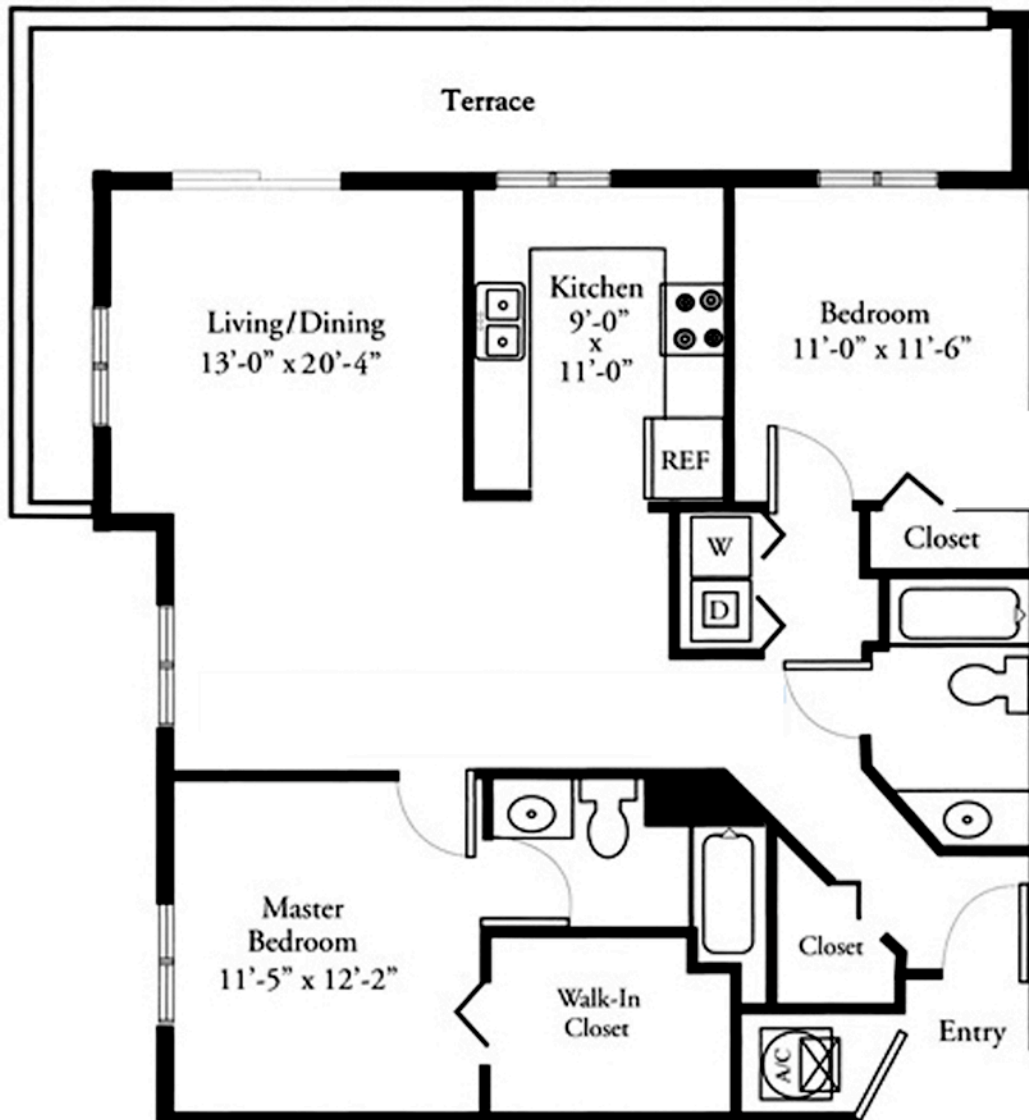 Terrace
Living/Dining
13’-0” x 20’-4”
Kitchen
9’-0”
x
11’-0”
Bedroom
11’-0” x 11’-6”
REF
W
D
Closet
Master
Bedroom
11’-5” x 12’-2”
Walk-In
Closet
Closet
A/C
Entry